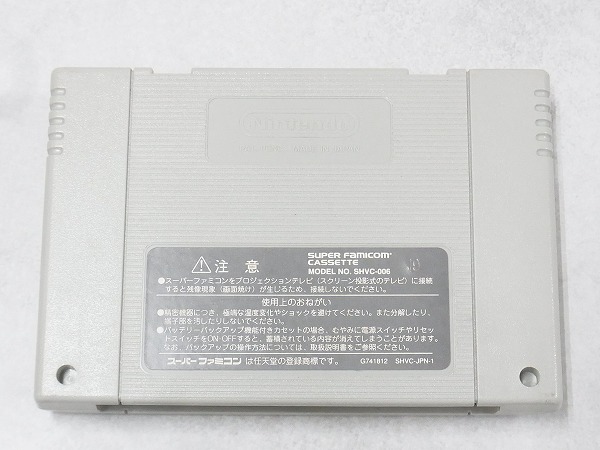 Nintendo
⚠注意
SUPER FAMICOM
CASSETTE
MODEL NO. SHVC-006
●スーパーファミコンをプロジェクションテレビ(スクリーン投影式のテレビ)に接続
すると残像現象(画面焼け)が生じるため、接続しないでください。
使用上のおねがい
●精密機器につき、極端な温度変化やショックを避けてください。また分解したり、
端子部を汚したりしないでください。
●バッテリーバックアップ機能付きカセットの場合、むやみに電源スイッチやリセッ
トスイッチをON・OFFすると、蓄積されている内容が消えてしまうことがあります。
なお、バックアップの操作方法については、取扱説明書をご参照ください。
スーパーファミコンは任天堂の登録商標です。
G741812 SHVC-JPN-1